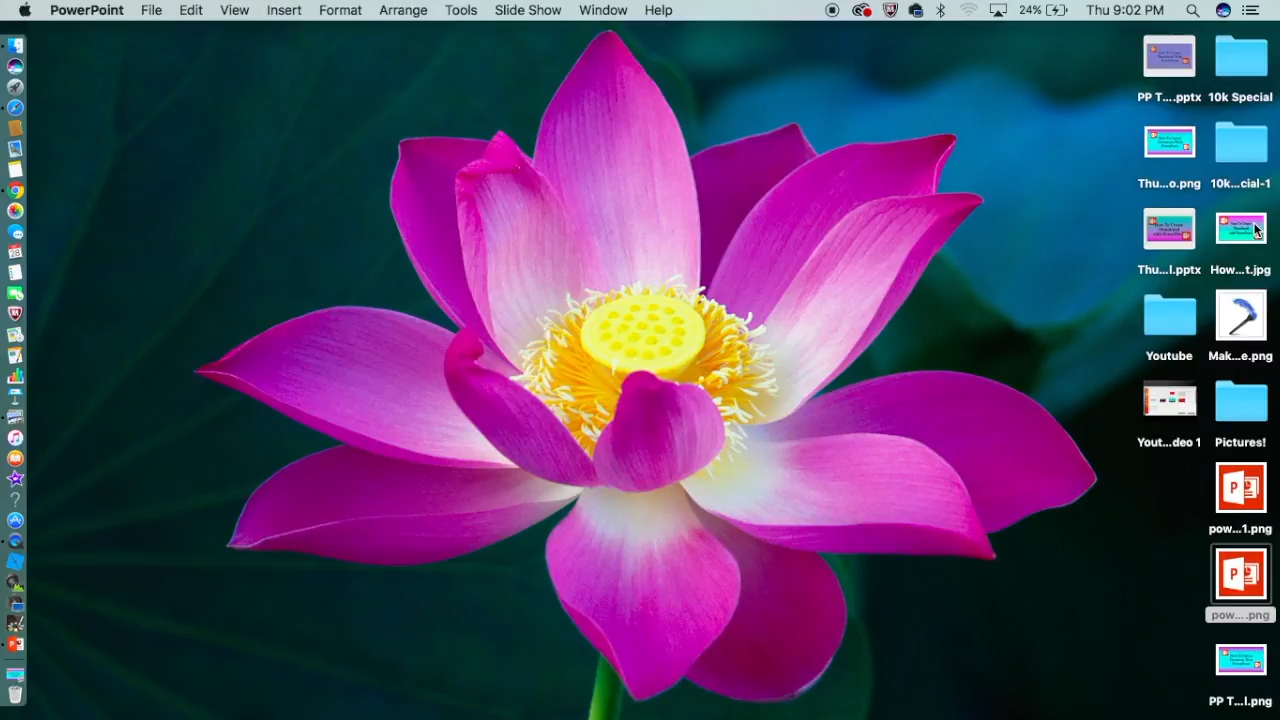 PowerPoint File Edit View Insert Format Arrange Tools Slide Show Window Help 24% Thu 9:02 PM
PP T....pptx 10k Special
Thu...o.png 10k...cial-1
Thu...l.pptx How...t.jpg
Youtube Mak...e.png
Yout...deo 1 Pictures!
pow...1.png
pow....png
PP T...l.png